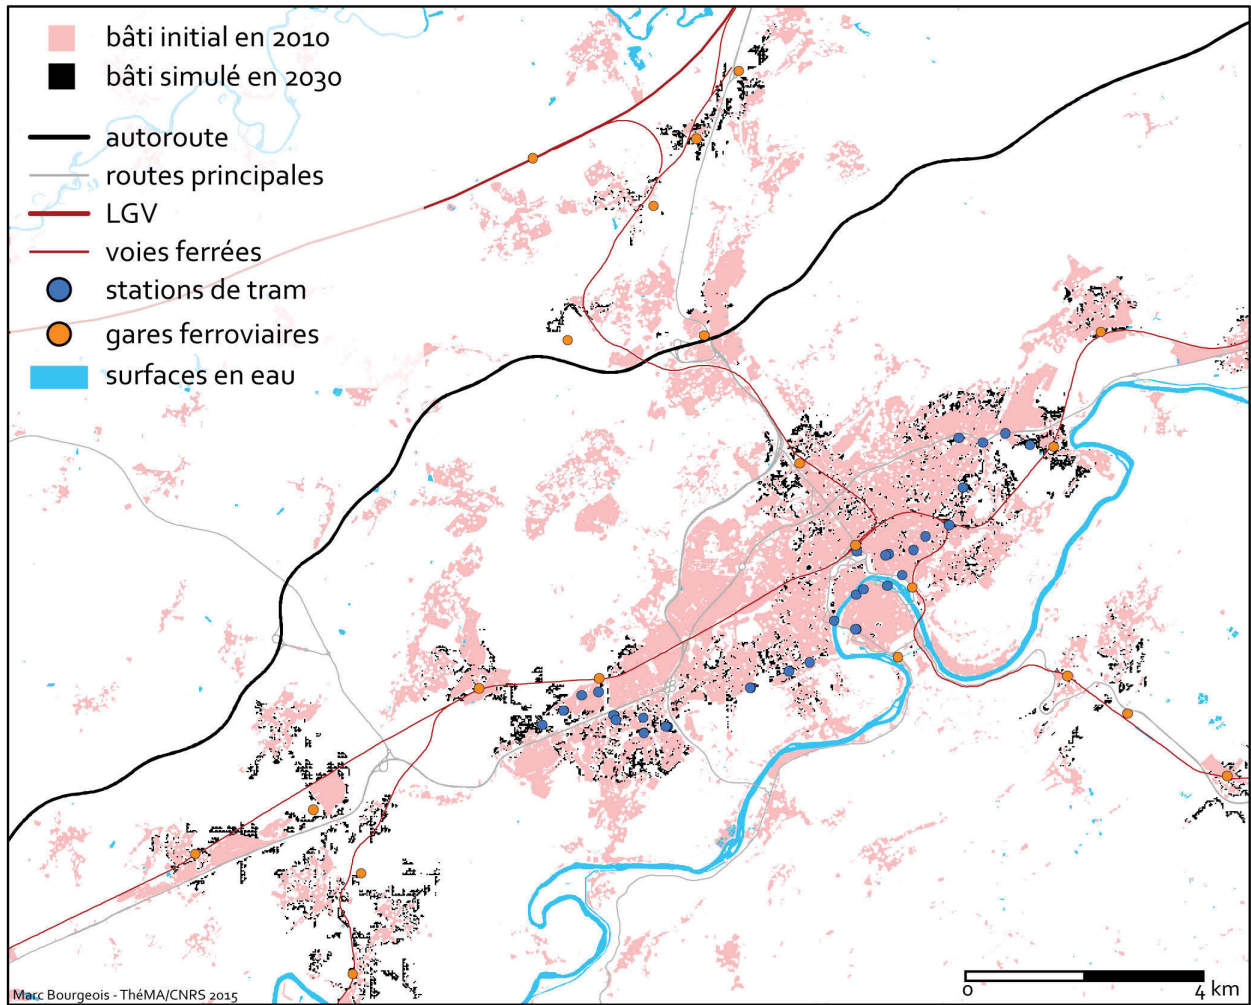 bâti initial en 2010
bâti simulé en 2030
autoroute
routes principales
LGV
voies ferrées
stations de tram
gares ferroviaires
surfaces en eau
Marc Bourgeois - ThéMA/CNRS 2015
0 4 km